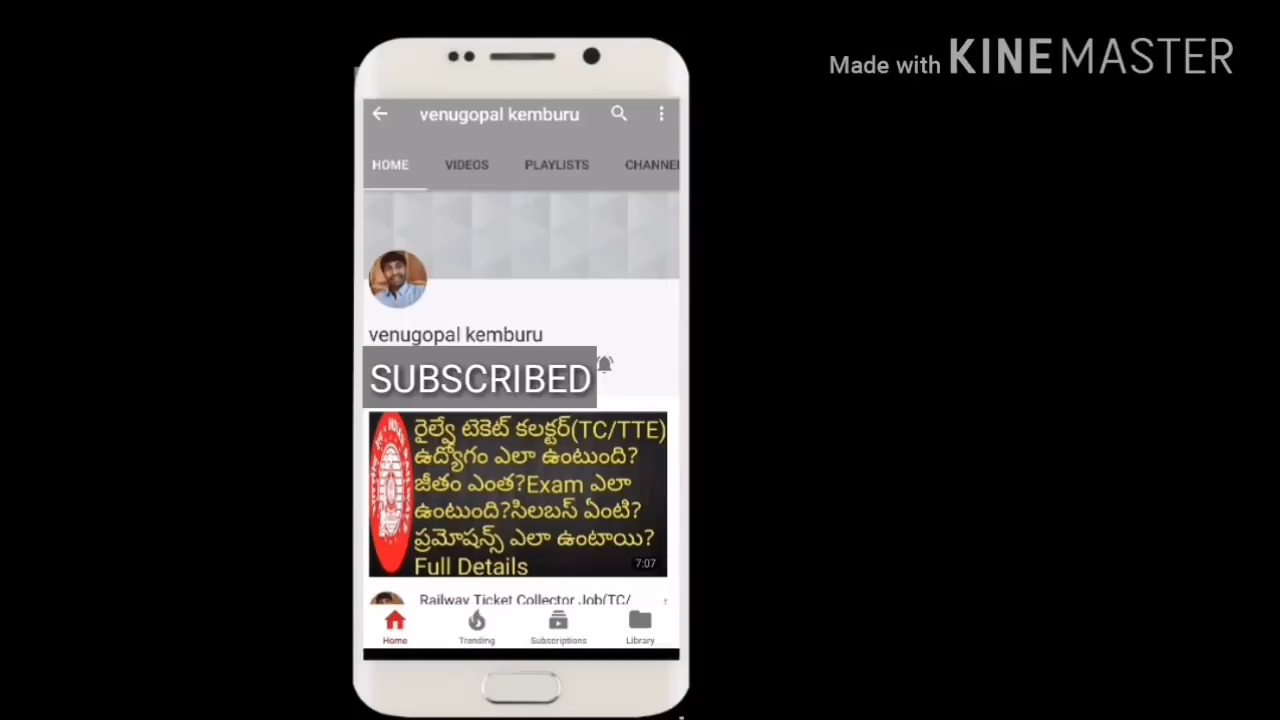 Made with KINEMASTER
venugopal kemburu
HOME VIDEOS PLAYLISTS CHANNEL
venugopal kemburu
SUBSCRIBED
రైల్వే టికెట్ కలక్టర్(TC/TTE)
ఉద్యోగం ఎలా ఉంటుంది?
జీతం ఎంత?Exam ఎలా
ఉంటుంది?సిలబస్ ఏంటి?
ప్రమోషన్స్ ఎలా ఉంటాయి?
Full Details
7:07
Railway Ticket Collector Job(TC/
Home Trending Subscriptions Library